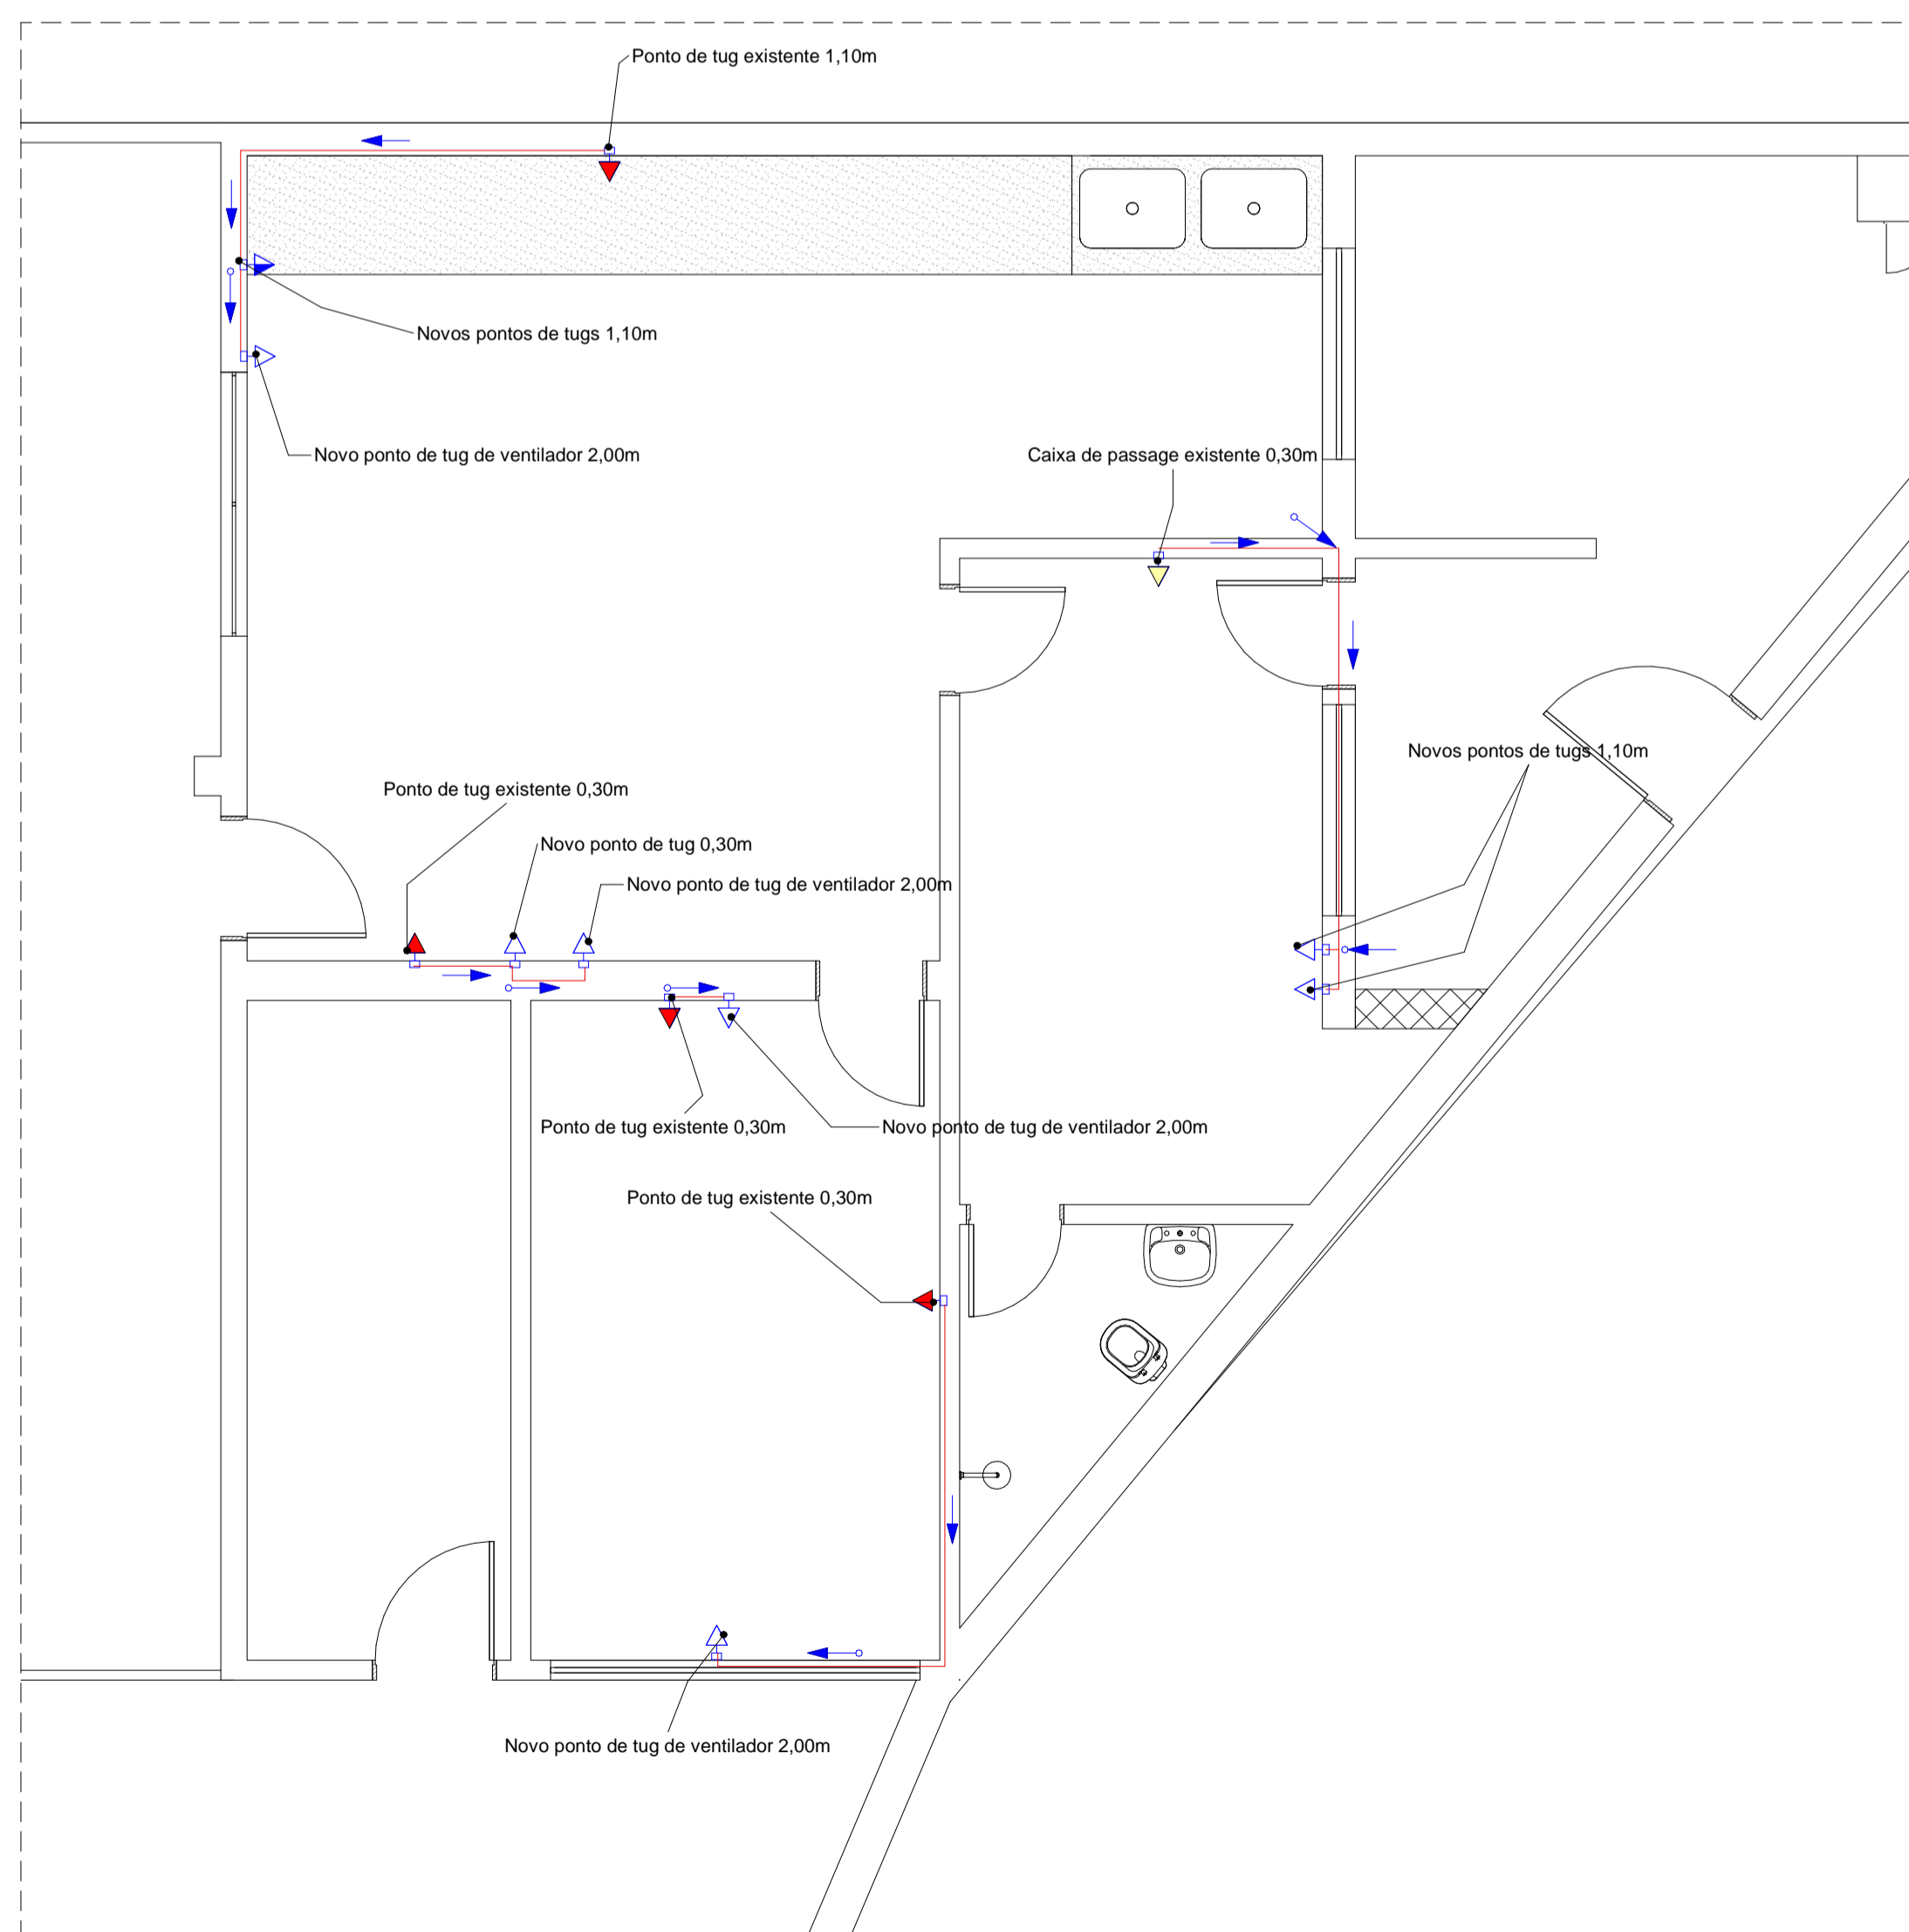 Ponto de tug existente 1,10m
Novos pontos de tugs 1,10m
Novo ponto de tug de ventilador 2,00m
Caixa de passage existente 0,30m
Novos pontos de tugs 1,10m
Ponto de tug existente 0,30m
Novo ponto de tug 0,30m
Novo ponto de tug de ventilador 2,00m
Ponto de tug existente 0,30m
Novo ponto de tug de ventilador 2,00m
Ponto de tug existente 0,30m
Novo ponto de tug de ventilador 2,00m